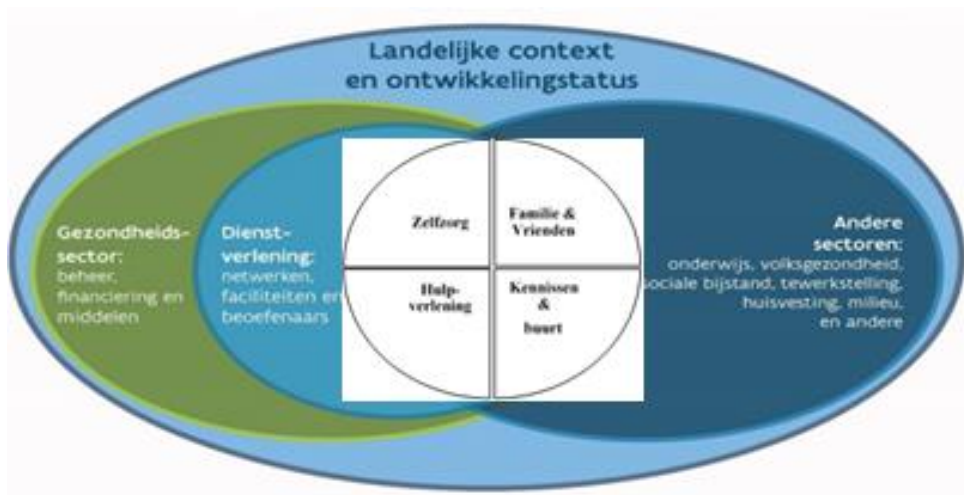 Landelijke context
en ontwikkelingstatus
Gezondheids-
sector:
beheer,
financiering en
middelen
Dienst-
verlening:
netwerken,
faciliteiten en
beoefenaars
Zelfzorg
Familie &
Vrienden
Hulp-
verlening
Kennissen
&
buurt
Andere
sectoren:
onderwijs, volksgezondheid,
sociale bijstand, tewerkstelling,
huisvesting, milieu,
en andere